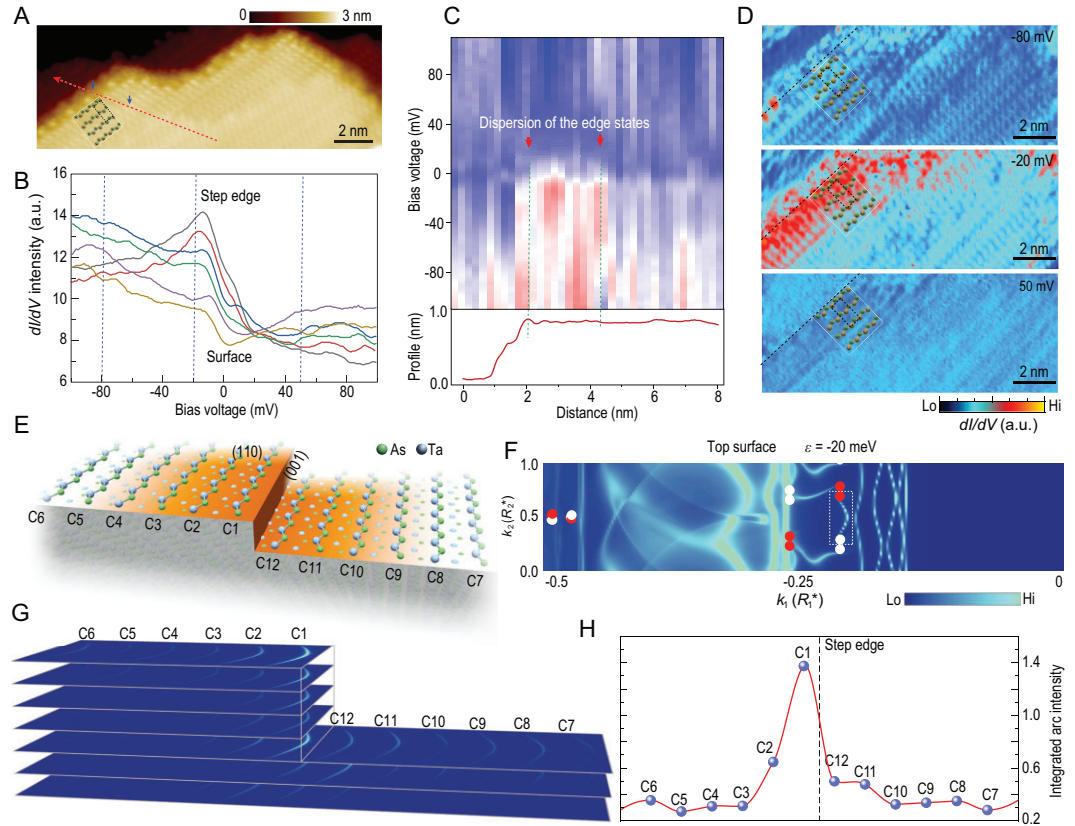 A
0 3 nm
2 nm
B
16
14
12
10
8
6
Step edge
Surface
-80 -40 0 40 80
Bias voltage (mV)
dI/dV intensity (a.u.)
C
100
40
0
-40
-80
Bias voltage (mV)
Dispersion of the edge states
1.0
0.0
Profile
0 2 4 6 8
Distance (nm)
D
-80 mV
2 nm
-20 mV
2 nm
50 mV
2 nm
Lo Hi
dI/dV (a.u.)
E
As Ta
(110)
(001)
C6 C5 C4 C3 C2 C1
C12 C11 C10 C9 C8 C7
F
Top surface ε = -20 meV
1.0
0.5
0.0
k₂(R₂*)
-0.5 -0.25 0
k₁(R₁*)
Lo Hi
G
C6 C5 C4 C3 C2 C1
C12 C11 C10 C9 C8 C7
H
Step edge
C6 C5 C4 C3 C2 C1 C12 C11 C10 C9 C8 C7
1.4
1.0
0.6
0.2
Integrated arc intensity